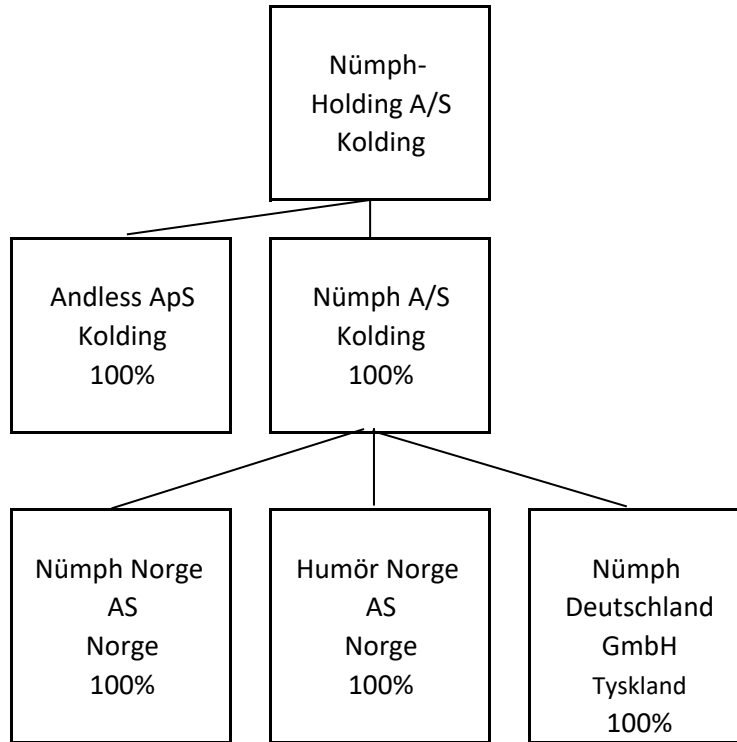 Nümph-
Holding A/S
Kolding
Andless ApS
Kolding
100%
Nümph A/S
Kolding
100%
Nümph Norge
AS
Norge
100%
Humör Norge
AS
Norge
100%
Nümph
Deutschland
GmbH
Tyskland
100%